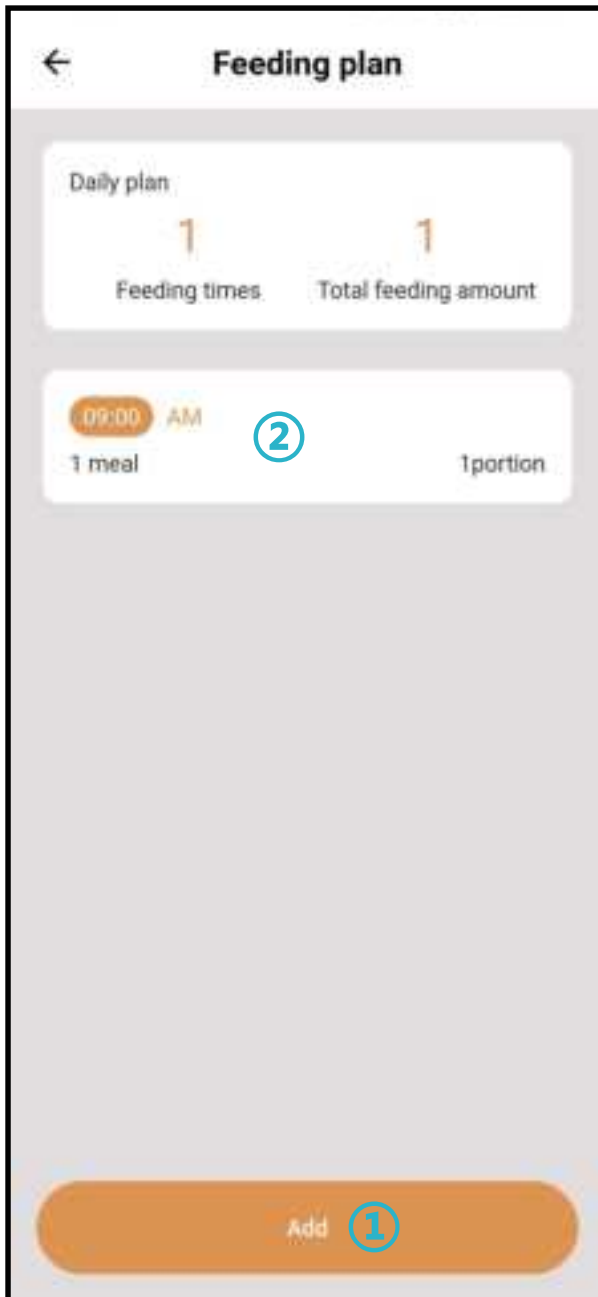 ← Feeding plan
Daily plan
1 1
Feeding times Total feeding amount
09:00 AM
②
1 meal 1portion
Add ①